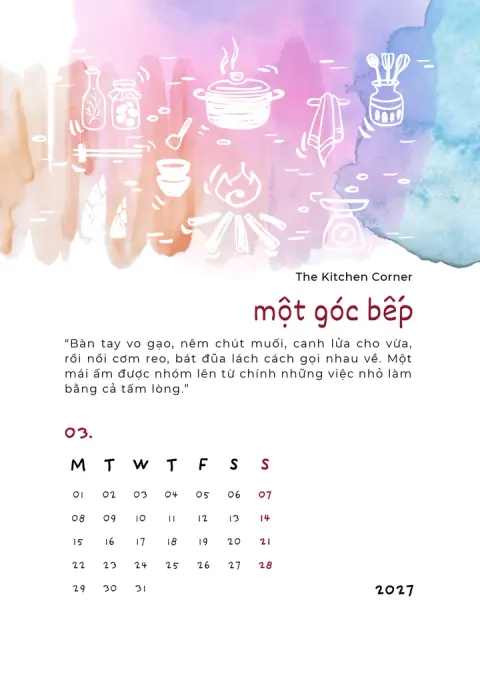 The Kitchen Corner
một góc bếp
"Bàn tay vo gạo, nêm chút muối, canh lửa cho vừa,
rồi nồi cơm reo, bát đũa lách cách gọi nhau về. Một
mái ấm được nhóm lên từ chính những việc nhỏ làm
bằng cả tấm lòng."
03.
M T W T F S S
01 02 03 04 05 06 07
08 09 10 11 12 13 14
15 16 17 18 19 20 21
22 23 24 25 26 27 28
29 30 31
2027